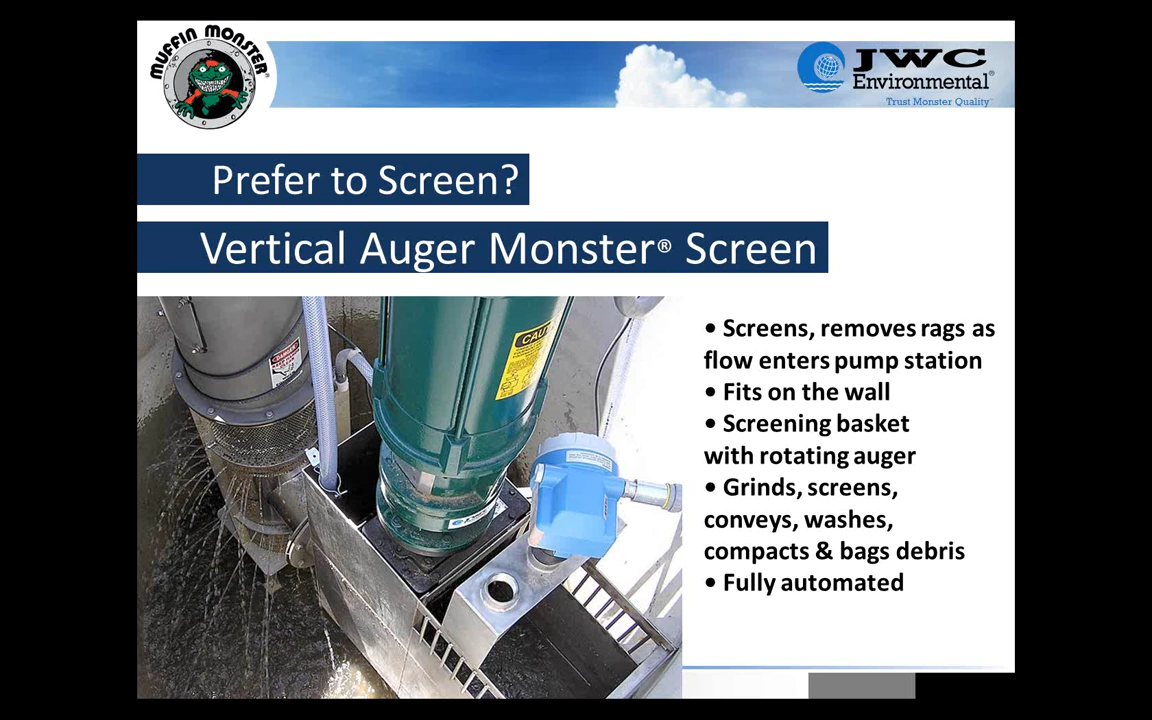 MUFFIN MONSTER®
JWC
Environmental®
Trust Monster Quality
Prefer to Screen?
Vertical Auger Monster® Screen
• Screens, removes rags as
flow enters pump station
• Fits on the wall
• Screening basket
with rotating auger
• Grinds, screens,
conveys, washes,
compacts & bags debris
• Fully automated
DANGER
CAUT